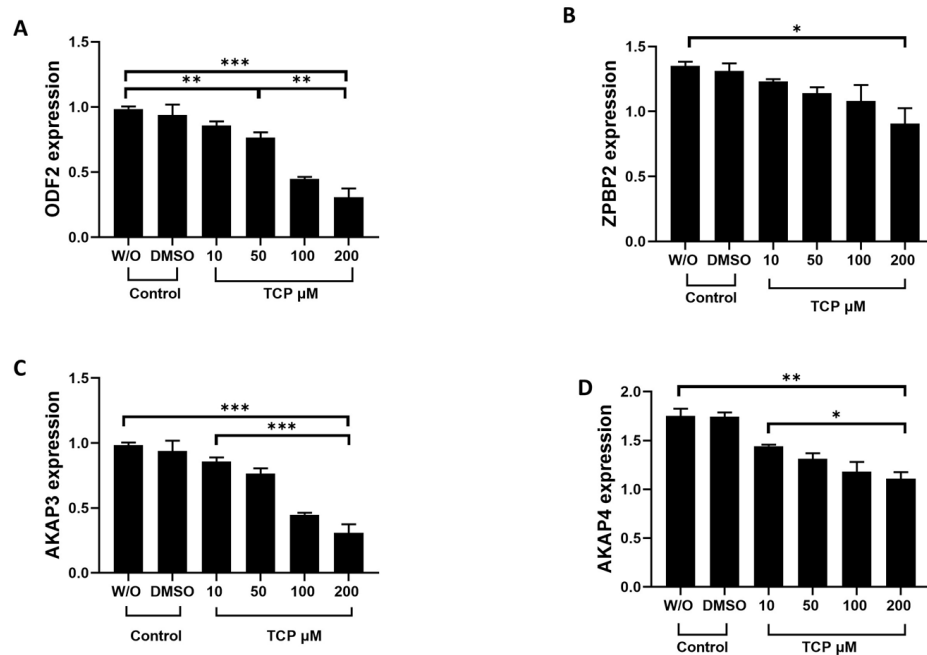 A
ODF2 expression
1.5
1.0
0.5
0.0
***
** **
W/O DMSO 10 50 100 200
Control TCP µM
B
ZPBP2 expression
1.5
1.0
0.5
0.0
*
W/O DMSO 10 50 100 200
Control TCP µM
C
AKAP3 expression
1.5
1.0
0.5
0.0
***
***
W/O DMSO 10 50 100 200
Control TCP µM
D
AKAP4 expression
2.0
1.5
1.0
0.5
0.0
**
*
W/O DMSO 10 50 100 200
Control TCP µM